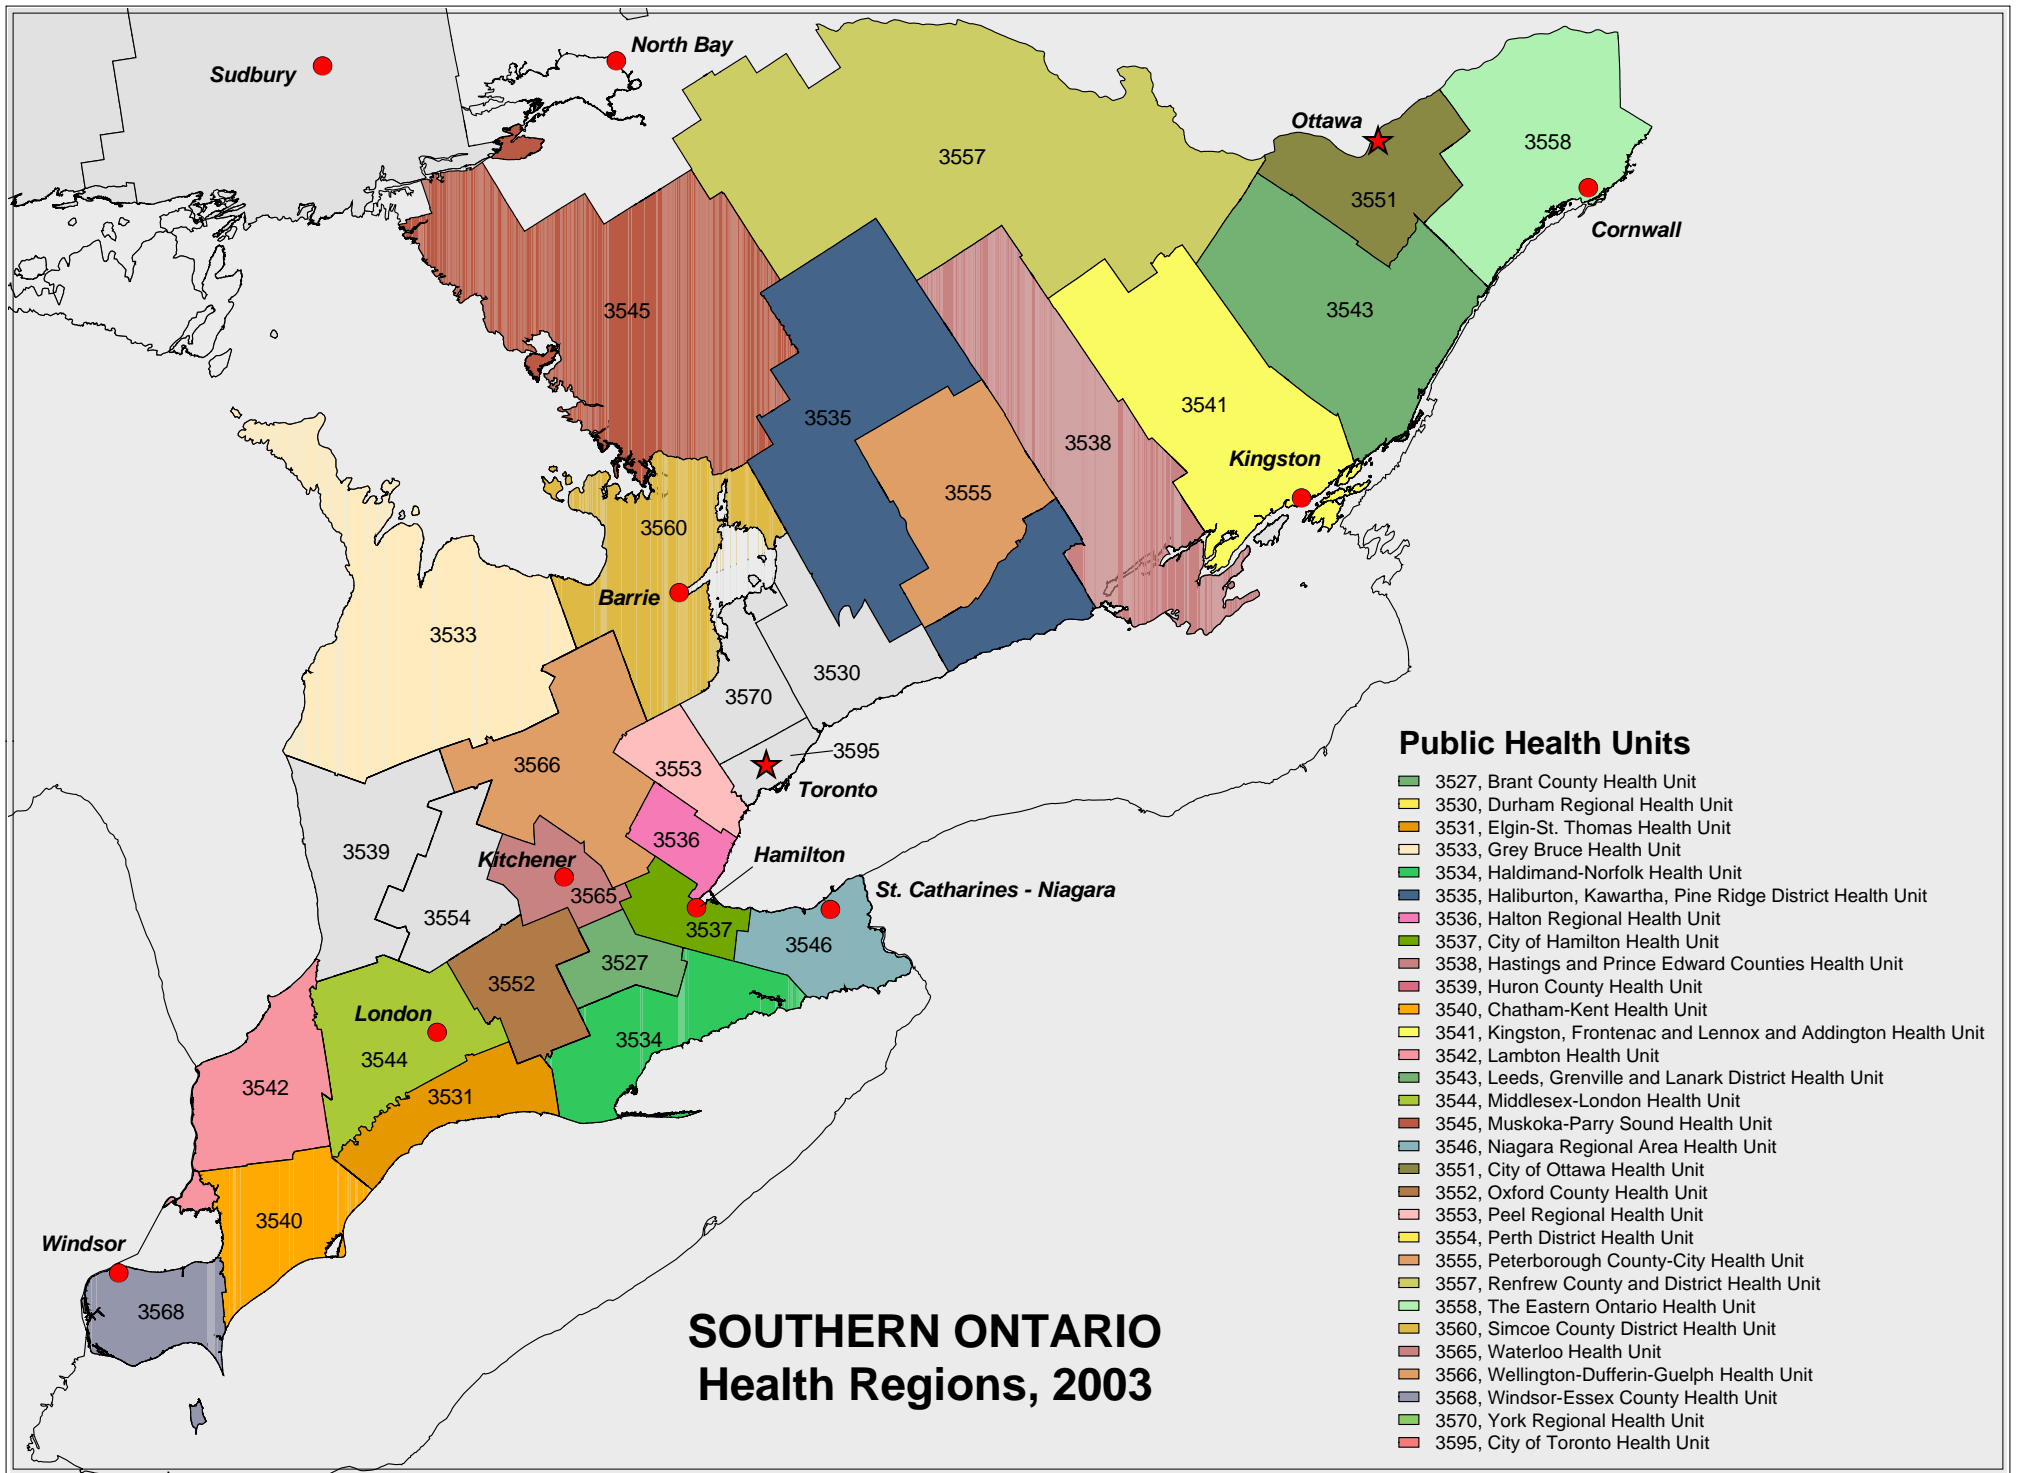 North Bay
Sudbury
Ottawa
3558
3557
3551
Cornwall
3545
3543
3535
3541
3538
Kingston
3555
3560
Barrie
3533
3530
3570
3595
3566
3553
Toronto
3536
3539
Kitchener
Hamilton
3565
St. Catharines - Niagara
3554
3537
3546
3527
3552
London
3534
3544
3542
3531
3540
Windsor
3568
Public Health Units
3527, Brant County Health Unit
3530, Durham Regional Health Unit
3531, Elgin-St. Thomas Health Unit
3533, Grey Bruce Health Unit
3534, Haldimand-Norfolk Health Unit
3535, Haliburton, Kawartha, Pine Ridge District Health Unit
3536, Halton Regional Health Unit
3537, City of Hamilton Health Unit
3538, Hastings and Prince Edward Counties Health Unit
3539, Huron County Health Unit
3540, Chatham-Kent Health Unit
3541, Kingston, Frontenac and Lennox and Addington Health Unit
3542, Lambton Health Unit
3543, Leeds, Grenville and Lanark District Health Unit
3544, Middlesex-London Health Unit
3545, Muskoka-Parry Sound Health Unit
3546, Niagara Regional Area Health Unit
3551, City of Ottawa Health Unit
3552, Oxford County Health Unit
3553, Peel Regional Health Unit
3554, Perth District Health Unit
3555, Peterborough County-City Health Unit
3557, Renfrew County and District Health Unit
3558, The Eastern Ontario Health Unit
3560, Simcoe County District Health Unit
3565, Waterloo Health Unit
3566, Wellington-Dufferin-Guelph Health Unit
3568, Windsor-Essex County Health Unit
3570, York Regional Health Unit
3595, City of Toronto Health Unit
SOUTHERN ONTARIO
Health Regions, 2003